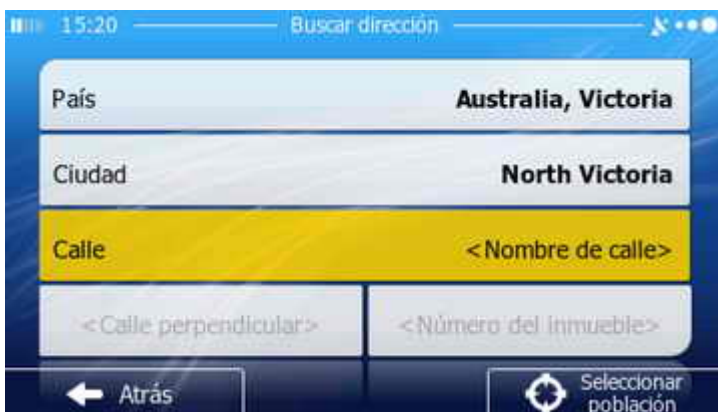 15:20 Buscar dirección
País Australia, Victoria
Ciudad North Victoria
Calle <Nombre de calle>
<Calle perpendicular> <Número del inmueble>
Atrás Seleccionar
población